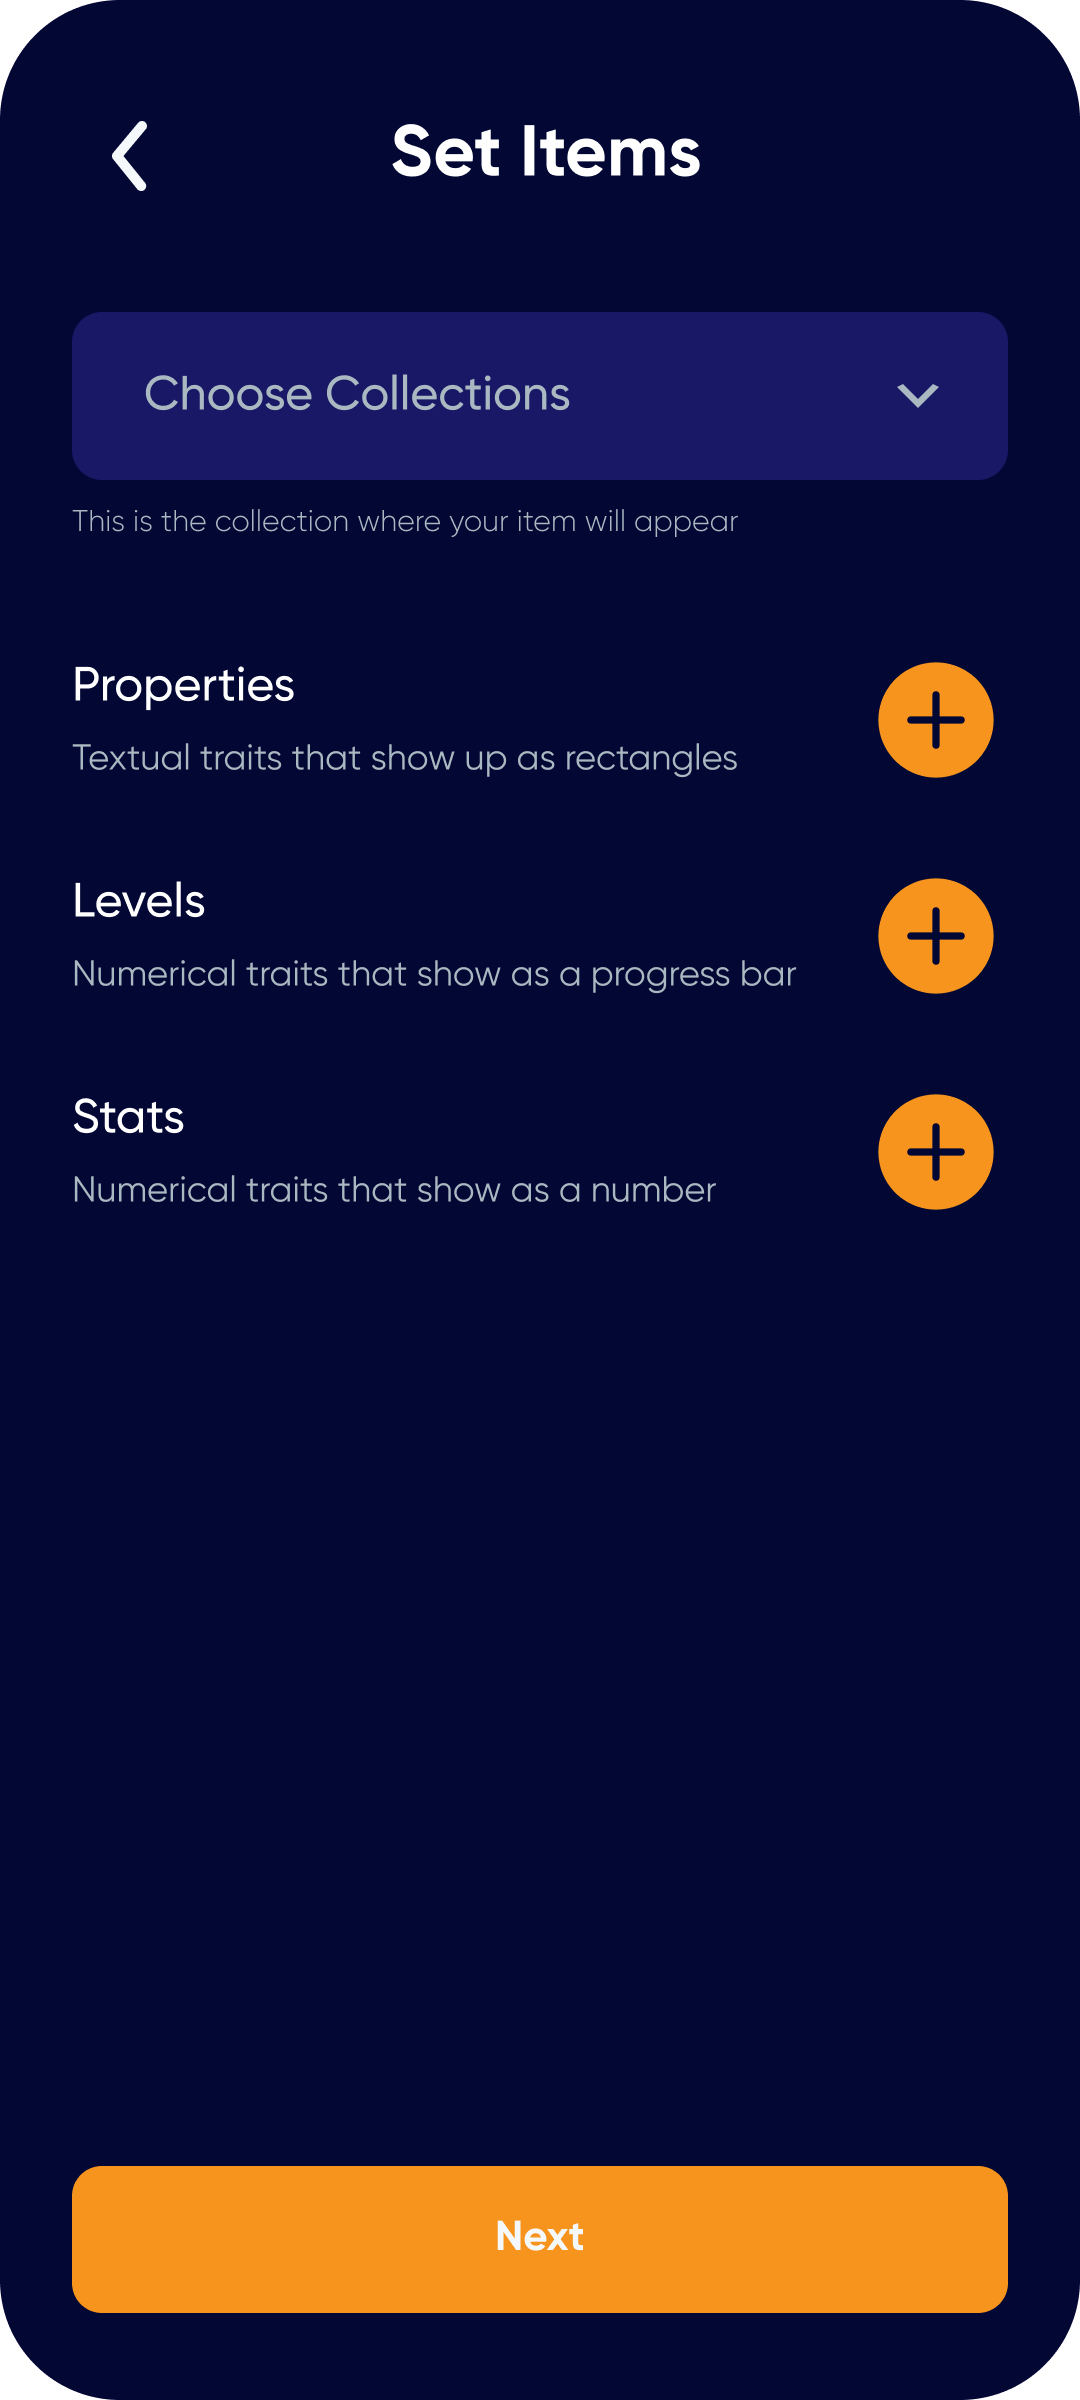 Set Items
Choose Collections
This is the collection where your item will appear
Properties
Textual traits that show up as rectangles
Levels
Numerical traits that show as a progress bar
Stats
Numerical traits that show as a number
Next